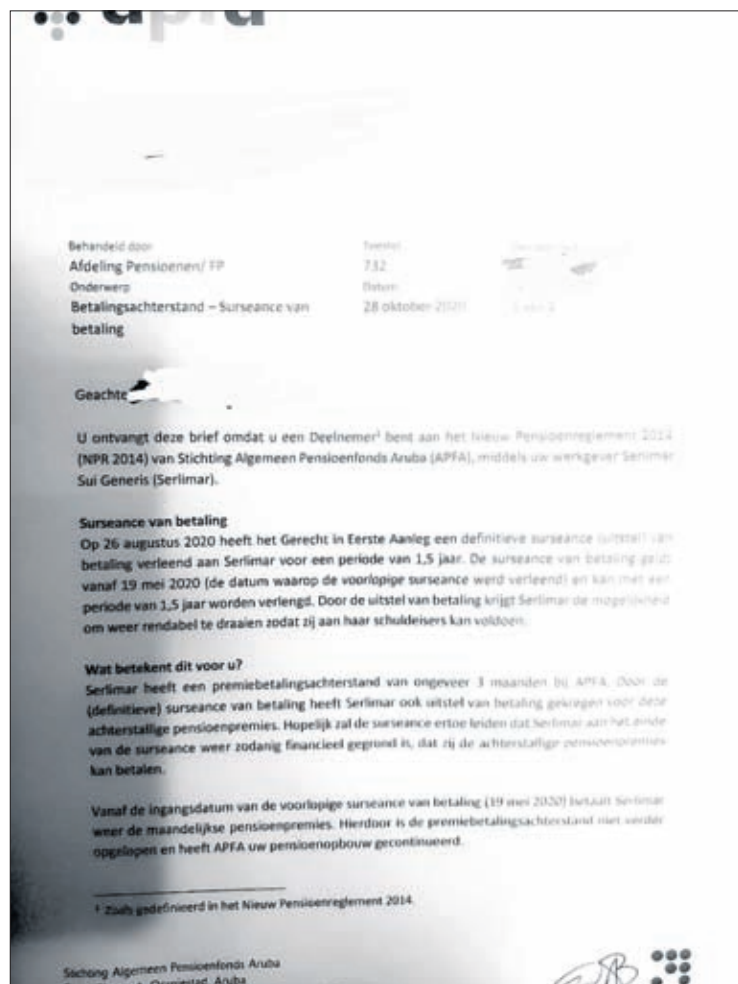 apfa
Behandeld door
Toestel
Afdeling Pensioenen/ FP
732
Onderwerp
Datum
Betalingsachterstand – Surseance van
28 oktober 2020
betaling
Geachte
U ontvangt deze brief omdat u een Deelnemer¹ bent aan het Nieuw Pensioenreglement 2014
(NPR 2014) van Stichting Algemeen Pensioenfonds Aruba (APFA), middels uw werkgever Serlimar
Sui Generis (Serlimar).
Surseance van betaling
Op 26 augustus 2020 heeft het Gerecht in Eerste Aanleg een definitieve surseance (uitstel) van
betaling verleend aan Serlimar voor een periode van 1,5 jaar. De surseance van betaling geldt
vanaf 19 mei 2020 (de datum waarop de voorlopige surseance werd verleend) en kan met een
periode van 1,5 jaar worden verlengd. Door de uitstel van betaling krijgt Serlimar de mogelijkheid
om weer rendabel te draaien zodat zij aan haar schuldeisers kan voldoen.
Wat betekent dit voor u?
Serlimar heeft een premiebetalingsachterstand van ongeveer 3 maanden bij APFA. Door de
(definitieve) surseance van betaling heeft Serlimar ook uitstel van betaling gekregen voor deze
achterstallige pensioenpremies. Hopelijk zal de surseance ertoe leiden dat Serlimar aan het einde
van de surseance weer zodanig financieel gegrond is, dat zij de achterstallige pensioenpremies
kan betalen.
Vanaf de ingangsdatum van de voorlopige surseance van betaling (19 mei 2020) betaalt Serlimar
weer de maandelijkse pensioenpremies. Hierdoor is de premiebetalingsachterstand niet verder
opgelopen en heeft APFA uw pensioenopbouw gecontinueerd.
¹ Zoals gedefinieerd in het Nieuw Pensioenreglement 2014.
Stichting Algemeen Pensioenfonds Aruba
Oranjestad, Aruba